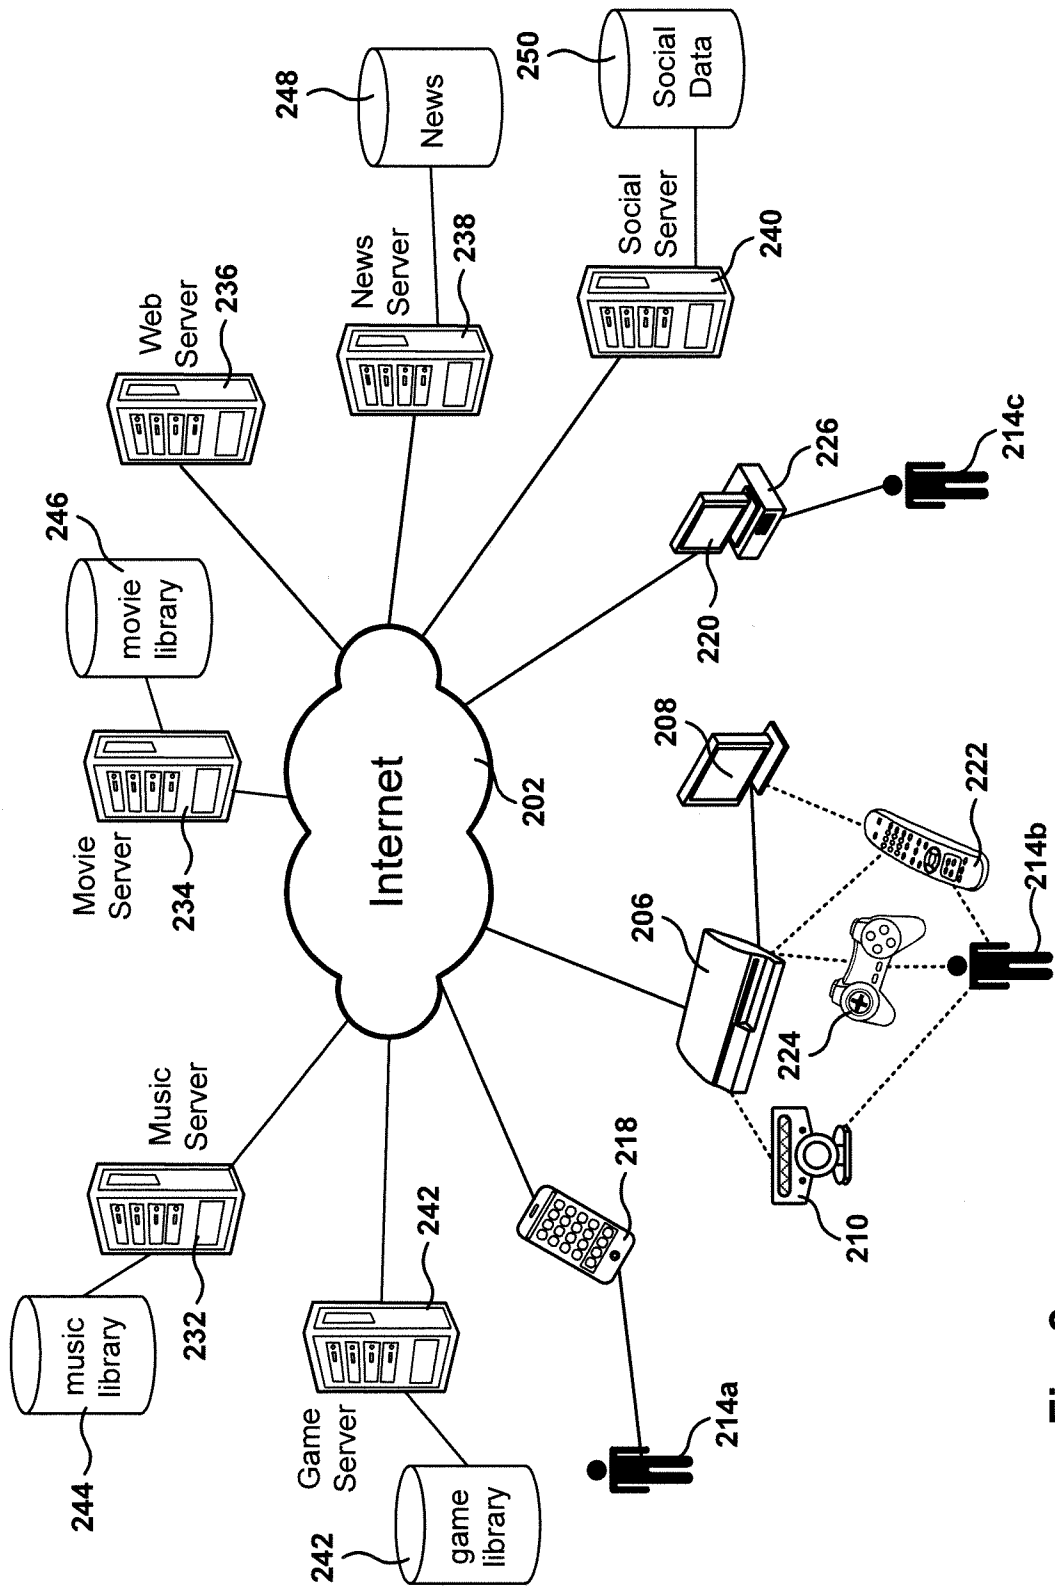 244
music
library
232
Music
Server
Movie
Server
234
246
movie
library
Web
Server
236
248
News
News
Server
238
250
Social
Data
Social
Server
240
Internet
202
242
game
library
Game
Server
242
214a
218
206
208
210
224
222
214b
220
226
214c